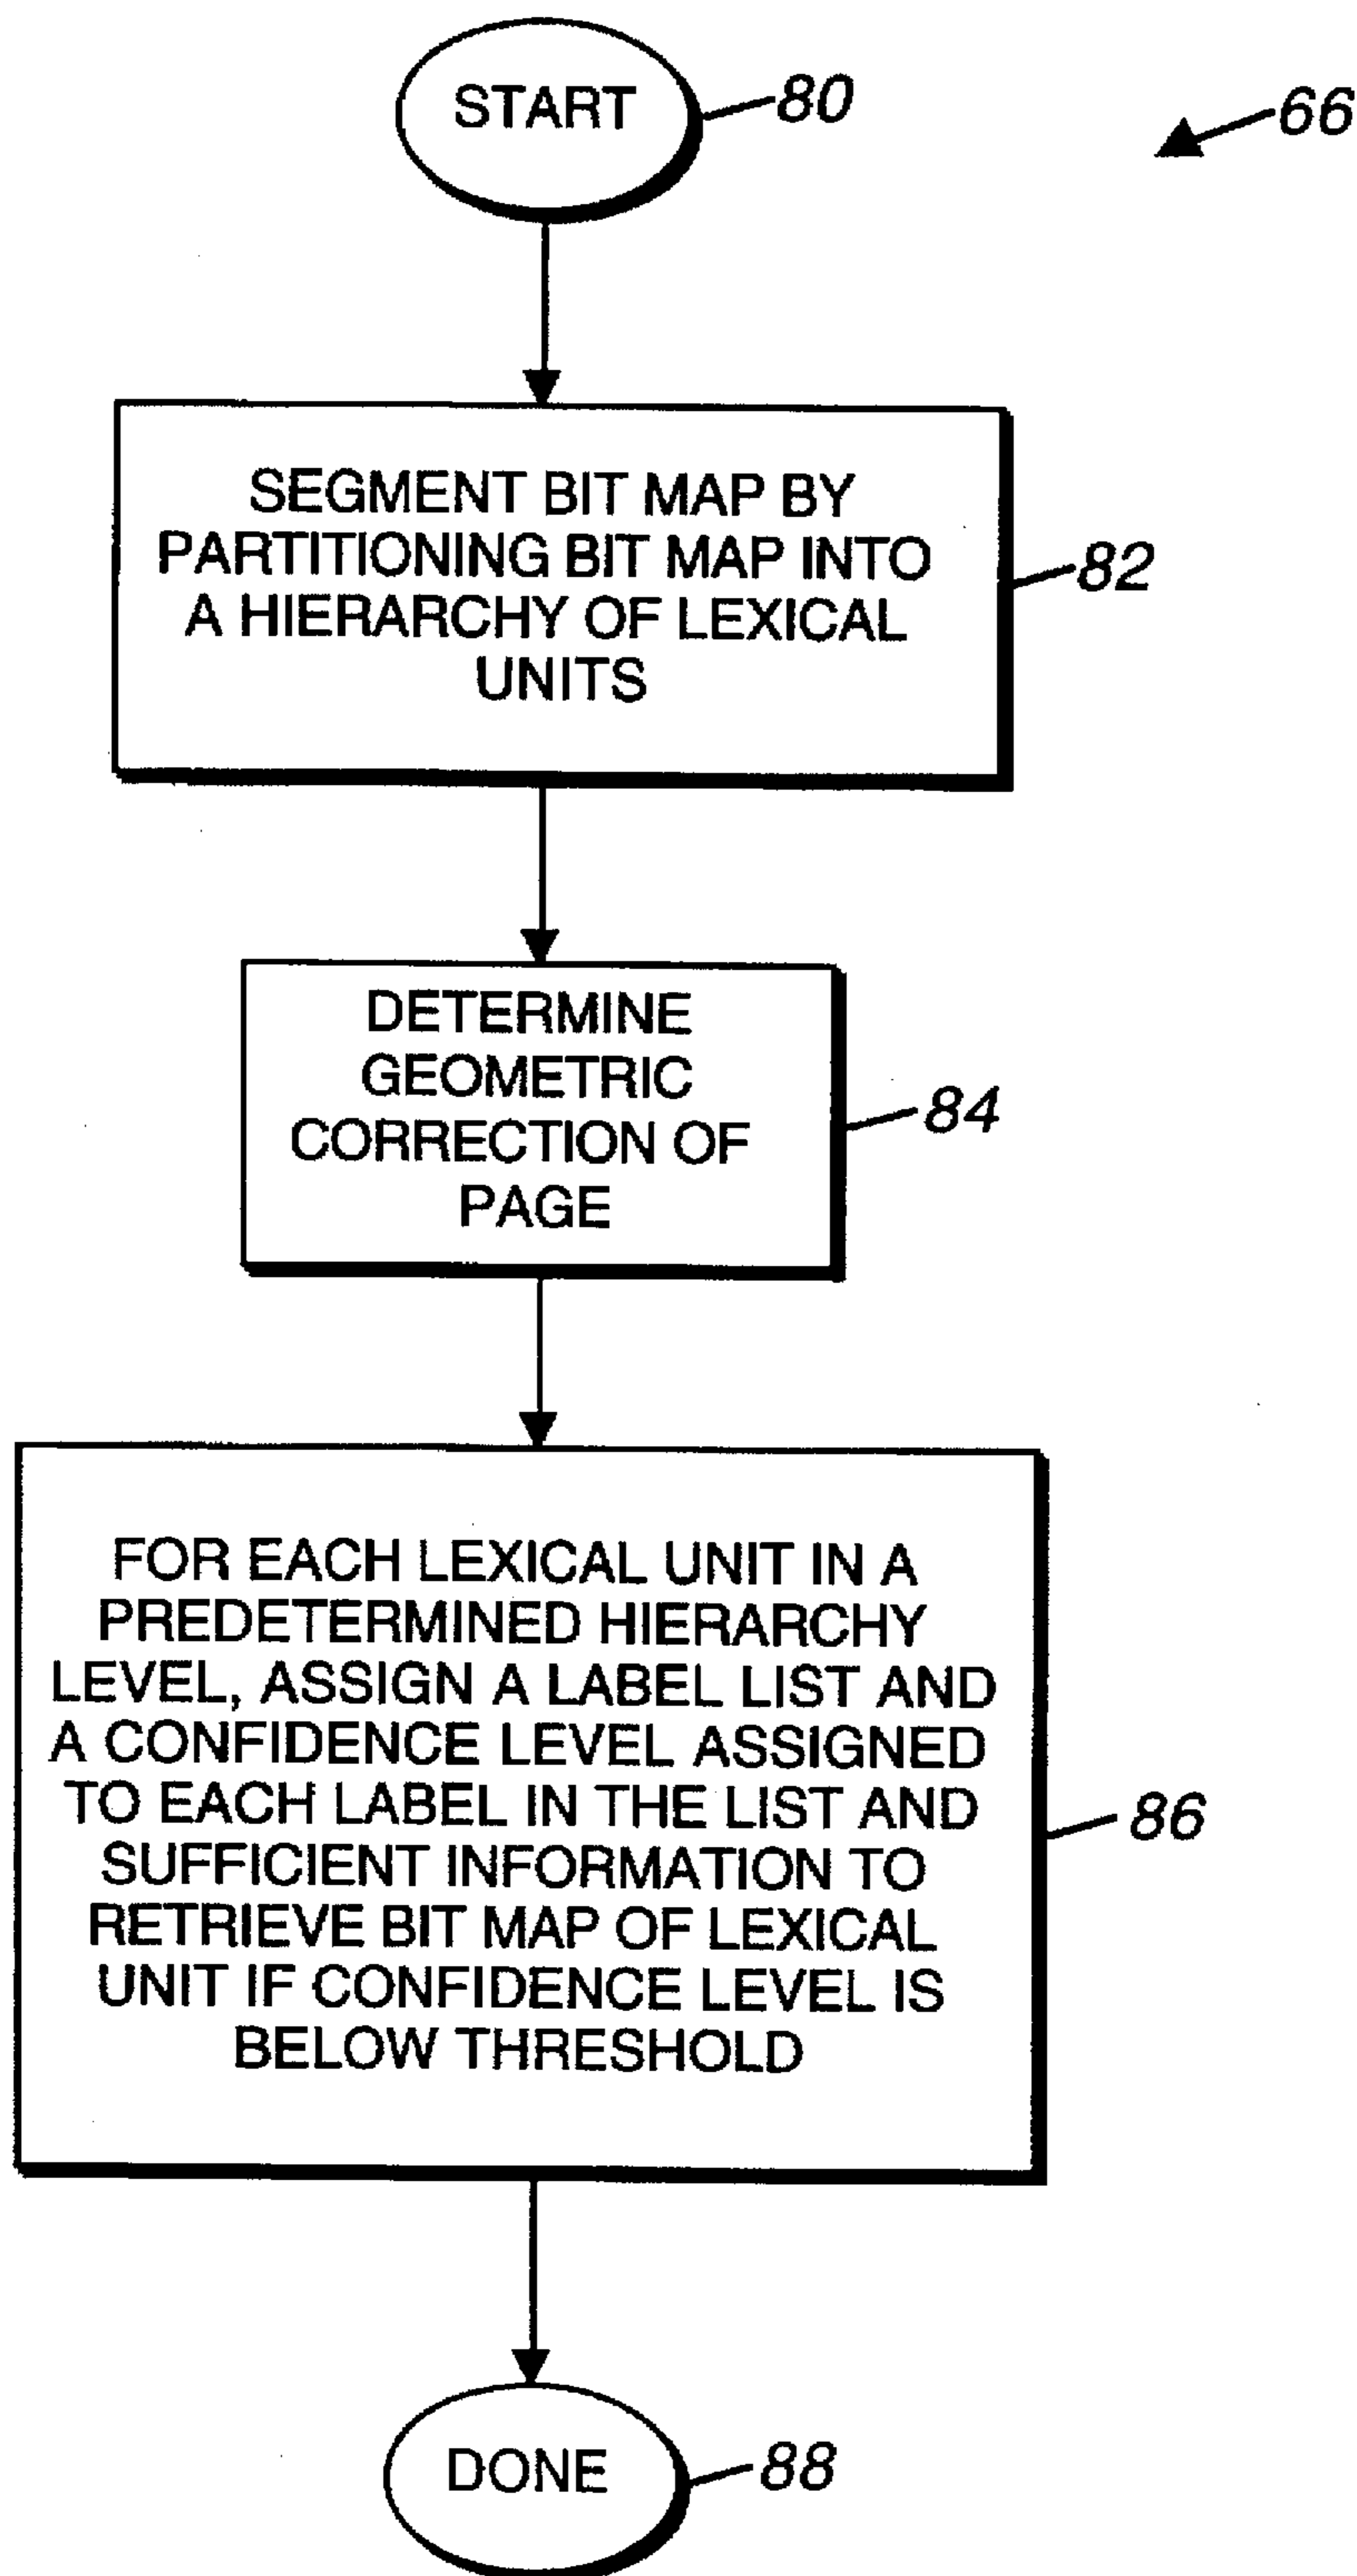 START
80
66
SEGMENT BIT MAP BY
PARTITIONING BIT MAP INTO
A HIERARCHY OF LEXICAL
UNITS
82
DETERMINE
GEOMETRIC
CORRECTION OF
PAGE
84
FOR EACH LEXICAL UNIT IN A
PREDETERMINED HIERARCHY
LEVEL, ASSIGN A LABEL LIST AND
A CONFIDENCE LEVEL ASSIGNED
TO EACH LABEL IN THE LIST AND
SUFFICIENT INFORMATION TO
RETRIEVE BIT MAP OF LEXICAL
UNIT IF CONFIDENCE LEVEL IS
BELOW THRESHOLD
86
DONE
88